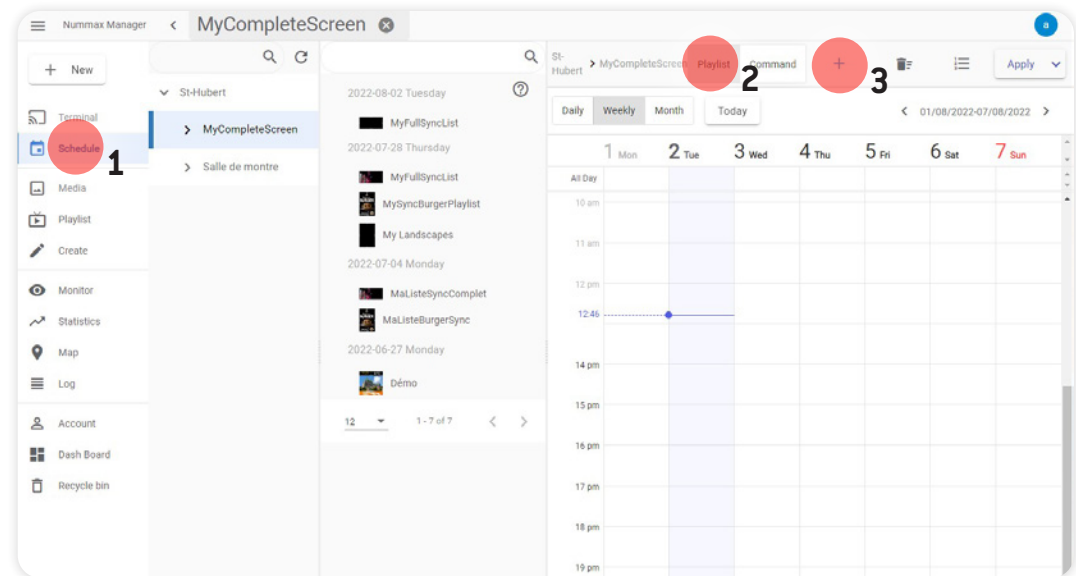 Nummax Manager
MyCompleteScreen
a
New
Terminal
Schedule
1
Media
Playlist
Create
Monitor
Statistics
Map
Log
Account
Dash Board
Recycle bin
St-Hubert
MyCompleteScreen
Salle de montre
2022-08-02 Tuesday
MyFullSyncList
2022-07-28 Thursday
MyFullSyncList
MySyncBurgerPlaylist
My Landscapes
2022-07-04 Monday
MaListeSyncComplet
MaListeBurgerSync
2022-06-27 Monday
Démo
12 1 - 7 of 7
St-
Hubert MyCompleteScreen Playlist 2 Command + 3 Apply
Daily Weekly Month Today 01/08/2022-07/08/2022
1 Mon 2 Tue 3 Wed 4 Thu 5 Fri 6 Sat 7 Sun
All Day
10 am
11 am
12 pm
12:46
14 pm
15 pm
16 pm
17 pm
18 pm
19 pm